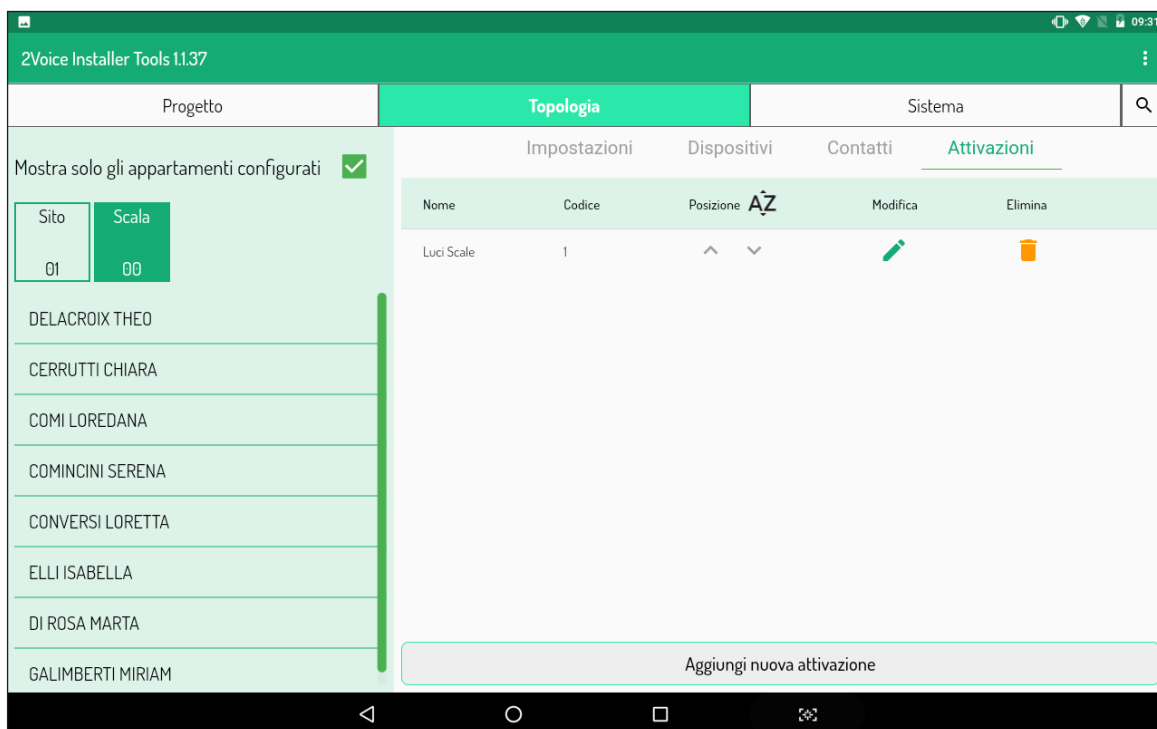 09:31
2Voice Installer Tools 1.1.37
Progetto
Topologia
Sistema
Mostra solo gli appartamenti configurati
Sito
01
Scala
00
DELACROIX THEO
CERRUTTI CHIARA
COMI LOREDANA
COMINCINI SERENA
CONVERSI LORETTA
ELLI ISABELLA
DI ROSA MARTA
GALIMBERTI MIRIAM
Impostazioni
Dispositivi
Contatti
Attivazioni
Nome
Codice
Posizione AZ
Modifica
Elimina
Luci Scale
1
Aggiungi nuova attivazione